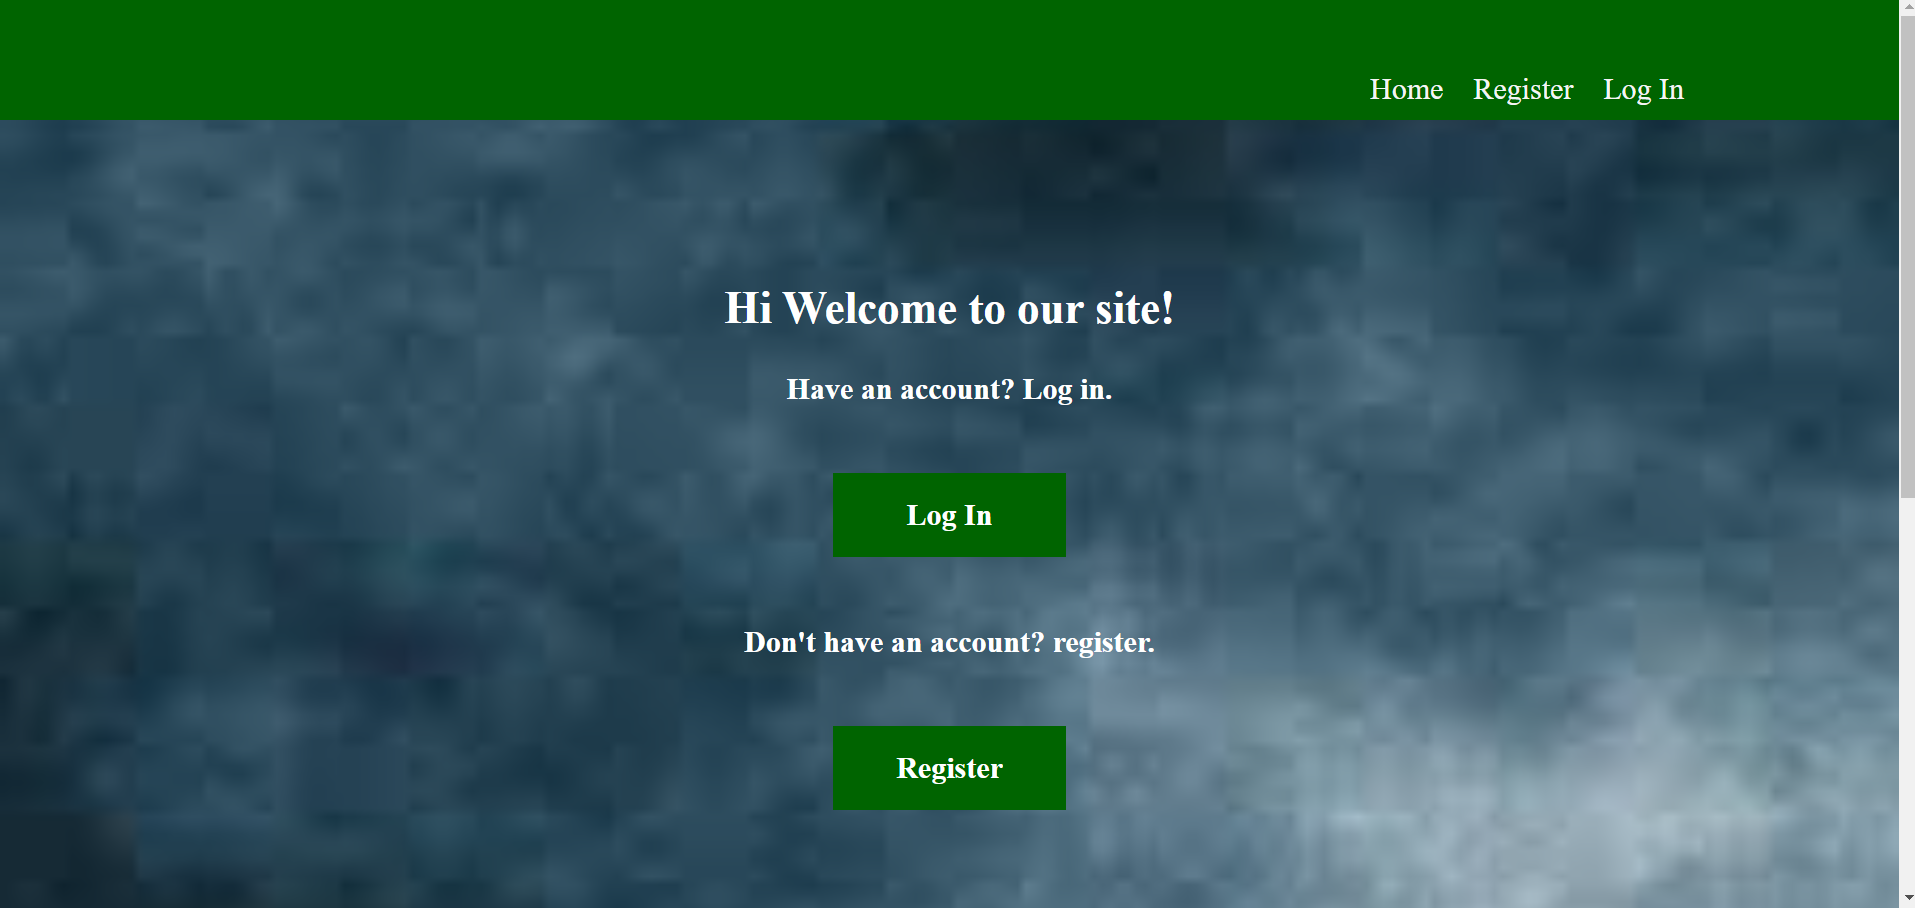 Home Register Log In
Hi Welcome to our site!
Have an account? Log in.
Log In
Don't have an account? register.
Register